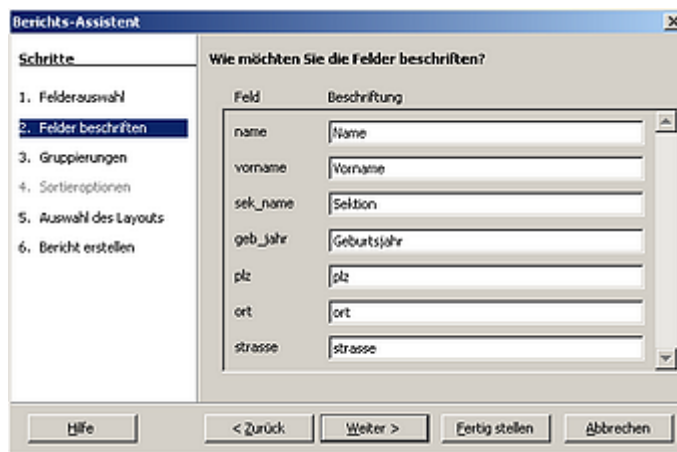 Berichts-Assistent
Schritte
1. Felderauswahl
2. Felder beschriften
3. Gruppierungen
4. Sortieroptionen
5. Auswahl des Layouts
6. Bericht erstellen
Wie möchten Sie die Felder beschriften?
Feld Beschriftung
name Name
vorname Vorname
sek_name Sektion
geb_jahr Geburtsjahr
plz plz
ort ort
strasse strasse
Hilfe < Zurück Weiter > Fertig stellen Abbrechen